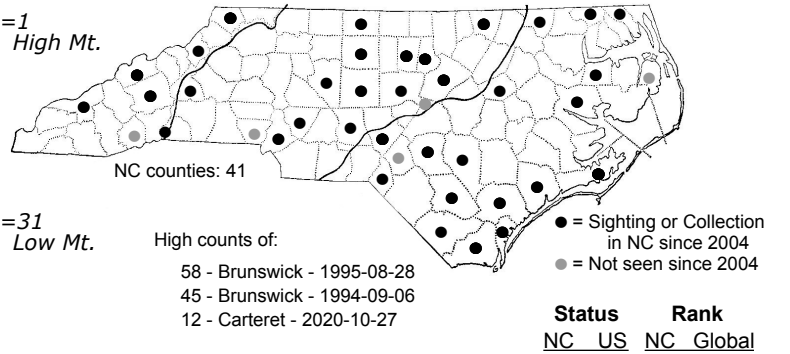 =1
High Mt.
NC counties: 41
=31
Low Mt.
High counts of:
58 - Brunswick - 1995-08-28
45 - Brunswick - 1994-09-06
12 - Carteret - 2020-10-27
= Sighting or Collection
in NC since 2004
= Not seen since 2004
Status Rank
NC US NC Global